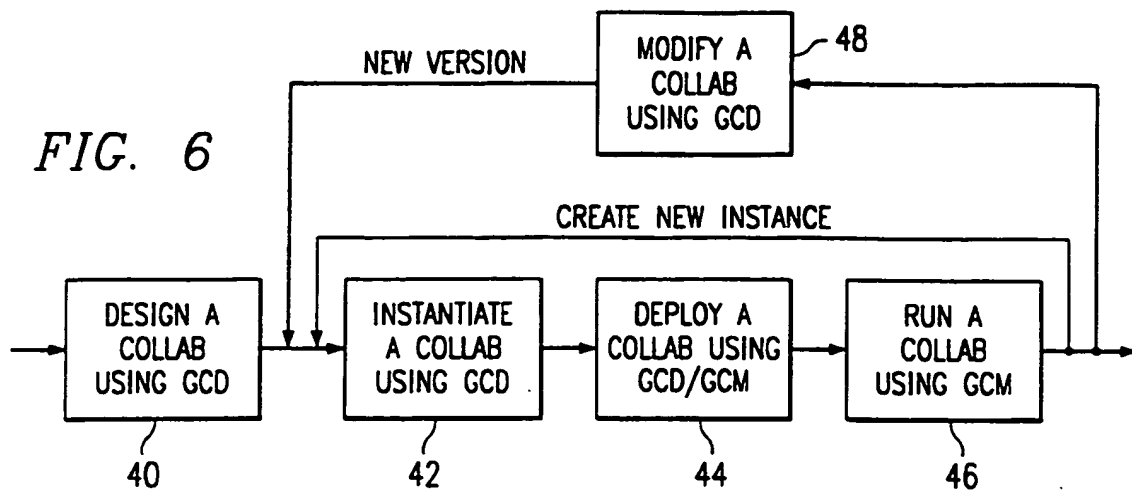 MODIFY A
COLLAB
USING GCD
48
NEW VERSION
FIG. 6
CREATE NEW INSTANCE
DESIGN A
COLLAB
USING GCD
INSTANTIATE
A COLLAB
USING GCD
DEPLOY A
COLLAB USING
GCD/GCM
RUN A
COLLAB
USING GCM
40
42
44
46